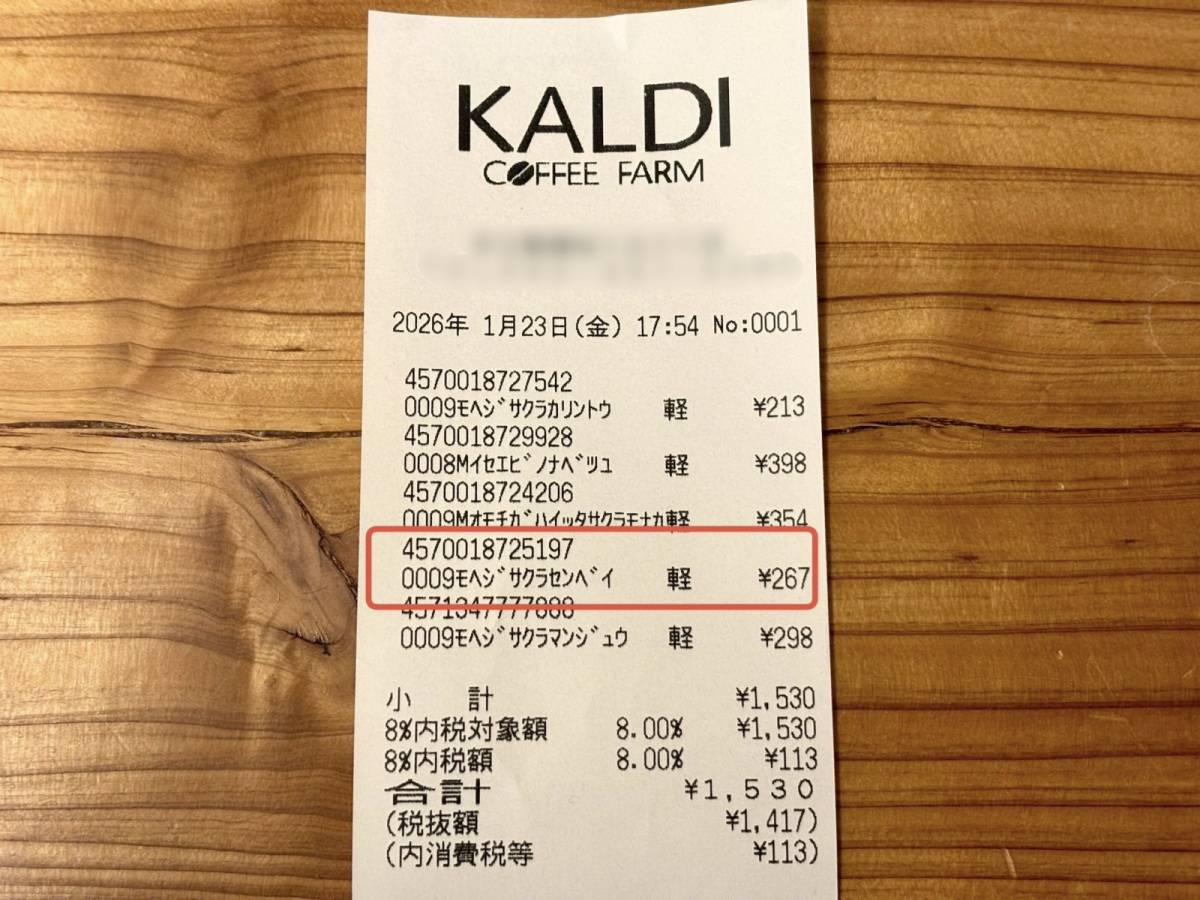 KALDI
COFFEE FARM
2026年 1月23日(金) 17:54 No:0001
4570018727542
0009ﾓﾍｼﾞｻｸﾗｶﾘﾝﾄｳ 軽 ¥213
4570018729928
0008Mｲｾｴﾋﾞﾉﾅﾍﾞﾂﾕ 軽 ¥398
4570018724206
0009Mｵﾓﾁｶﾞﾊｲｯﾀｻｸﾗﾓﾅｶ軽 ¥354
4570018725197
0009ﾓﾍｼﾞｻｸﾗｾﾝﾍﾞｲ 軽 ¥267
4571347777888
0009ﾓﾍｼﾞｻｸﾗﾏﾝｼﾞｭｳ 軽 ¥298
小 計 ¥1,530
8%内税対象額 8.00% ¥1,530
8%内税額 8.00% ¥113
合計 ¥1,530
(税抜額 ¥1,417)
(内消費税等 ¥113)